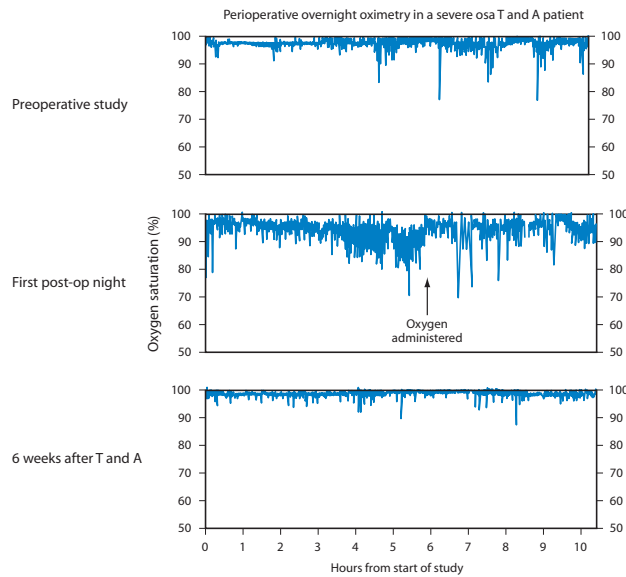 Perioperative overnight oximetry in a severe osa T and A patient
100 100
90 90
Preoperative study
80 80
70 70
60 60
50 50
100 100
90 90
80 80
First post-op night
70 70
60 60
50 50
Oxygen saturation (%)
Oxygen
administered
100 100
90 90
80 80
6 weeks after T and A
70 70
60 60
50 50
0 1 2 3 4 5 6 7 8 9 10
Hours from start of study